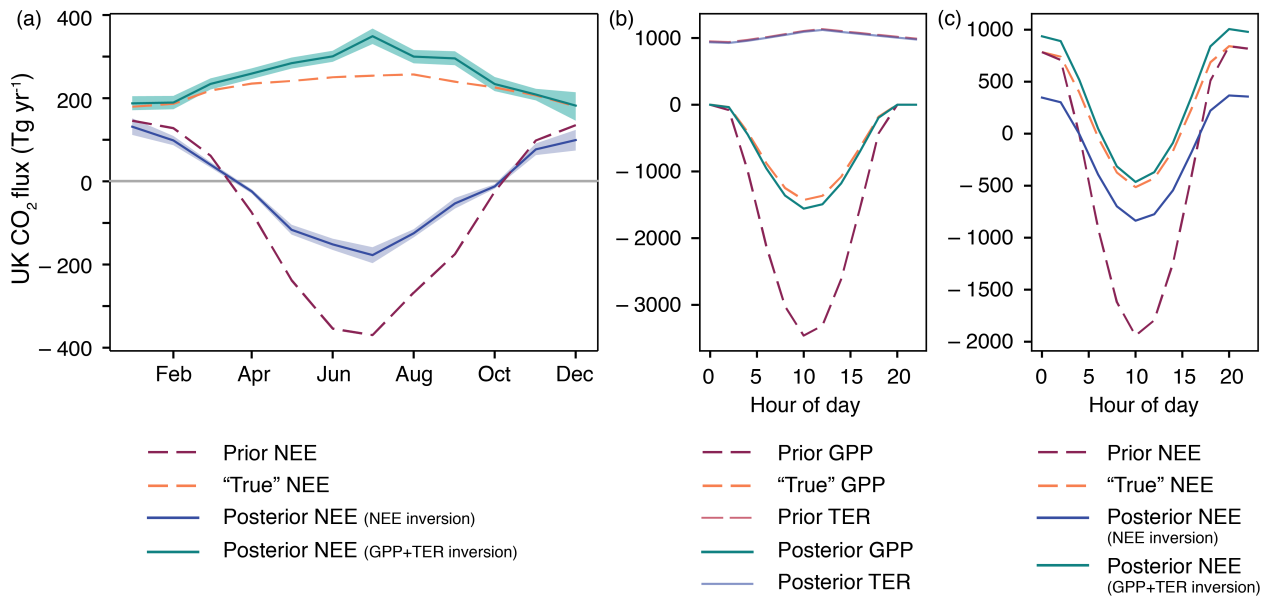 (a)
UK CO2 flux (Tg yr-1)
400
200
0
– 200
– 400
Feb Apr Jun Aug Oct Dec
Prior NEE
“True” NEE
Posterior NEE (NEE inversion)
Posterior NEE (GPP+TER inversion)
(b)
1000
0
– 1000
– 2000
– 3000
0 5 10 15 20
Hour of day
Prior GPP
“True” GPP
Prior TER
Posterior GPP
Posterior TER
(c)
1000
500
0
– 500
– 1000
– 1500
– 2000
0 5 10 15 20
Hour of day
Prior NEE
“True” NEE
Posterior NEE
(NEE inversion)
Posterior NEE
(GPP+TER inversion)